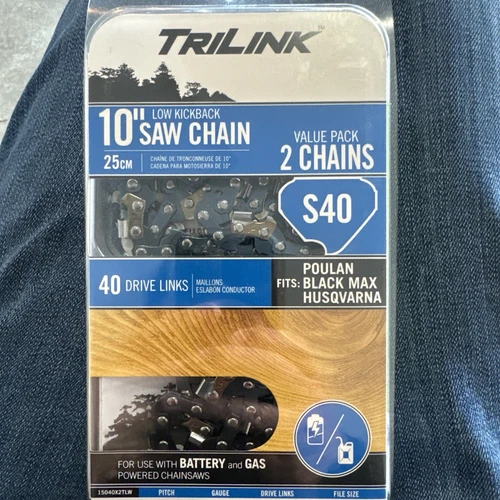 TRILINK™
10"
LOW KICKBACK
SAW CHAIN
25CM
CHAÎNE DE TRONCONNEUSE DE 10"
CADENA PARA MOTOSIERRA DE 10"
VALUE PACK
2 CHAINS
S40
40 DRIVE LINKS
MAILLONS
ESLABÓN CONDUCTOR
FITS:
POULAN
BLACK MAX
HUSQVARNA
FOR USE WITH BATTERY and GAS
POWERED CHAINSAWS
15040X2TLW
PITCH GAUGE DRIVE LINKS FILE SIZE